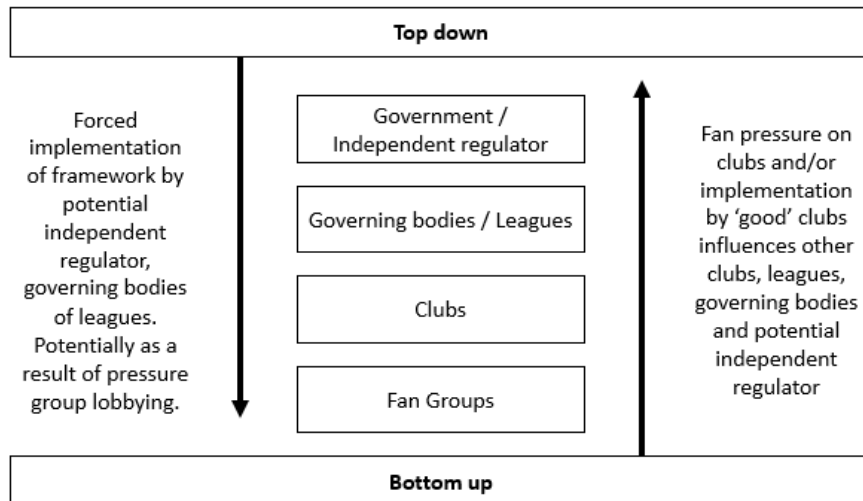 Top down
Forced
implementation
of framework by
potential
independent
regulator,
governing bodies
of leagues.
Potentially as a
result of pressure
group lobbying.
Government /
Independent regulator
Governing bodies / Leagues
Clubs
Fan Groups
Fan pressure on
clubs and/or
implementation
by ‘good’ clubs
influences other
clubs, leagues,
governing bodies
and potential
independent
regulator
Bottom up